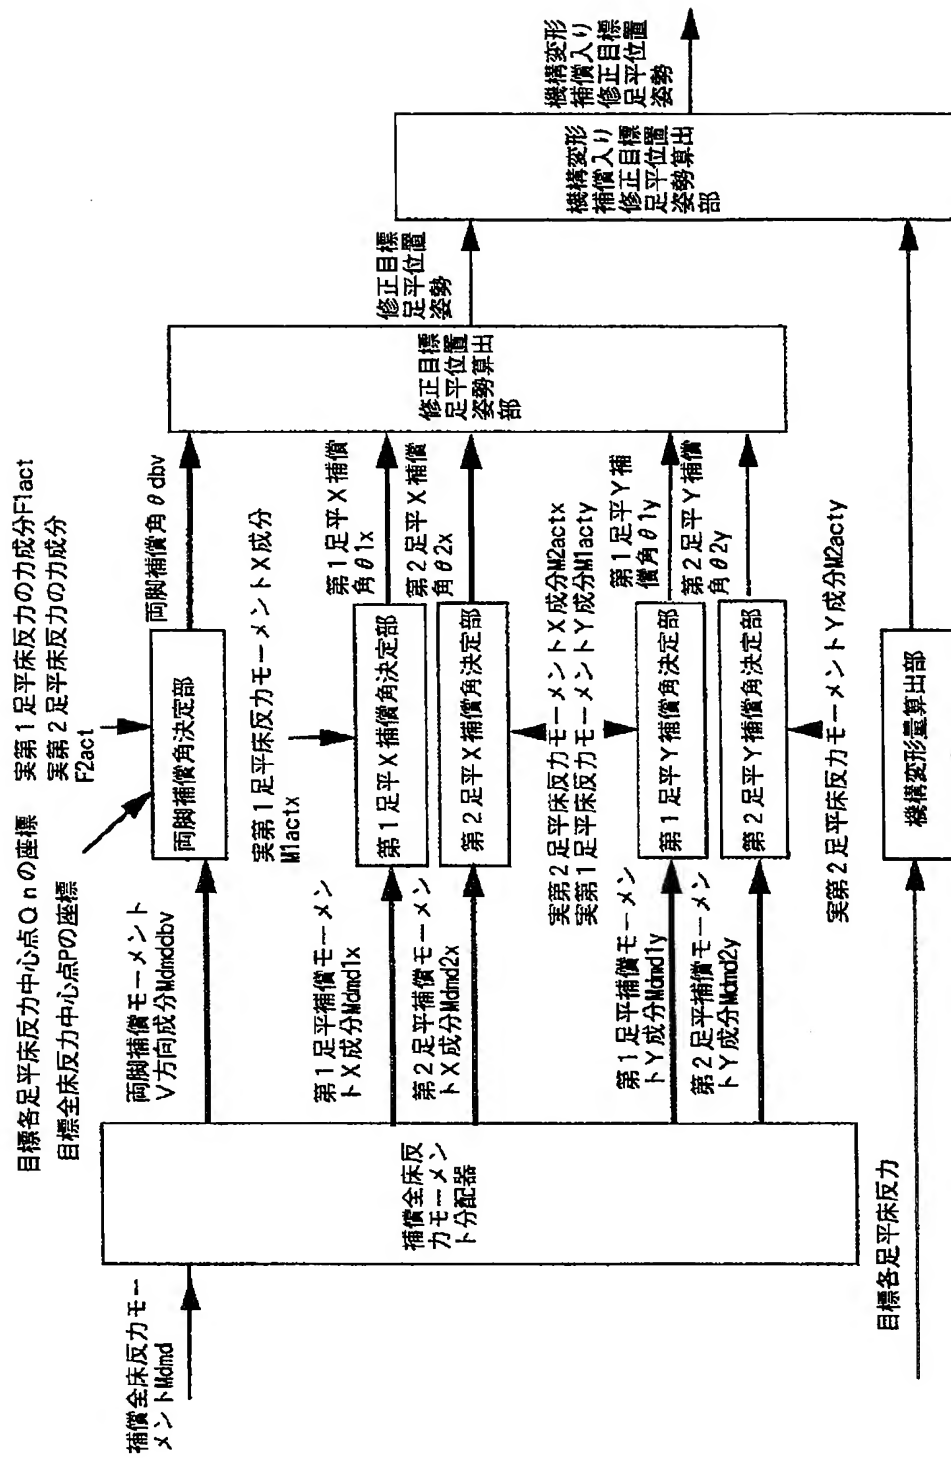 補償全床反力モー
メントMdmd
補償全床反
力モーメン
ト分配器
目標各足平床反力中心点Ｑｎの座標
目標全床反力中心点Pの座標
実第1足平床反力の力成分F1act
実第2足平床反力の力成分
F2act
両脚補償モーメント
V方向成分Mdmddbv
両脚補償角決定部
両脚補償角θdbv
実第1足平床反力モーメントX成分
M1actx
第1足平補償モーメン
トX成分Mdmd1x
第1足平X補償角決定部
第1足平X補償
角θ1x
第2足平補償モーメン
トX成分Mdmd2x
第2足平X補償角決定部
第2足平X補償
角θ2x
実第2足平床反力モーメントX成分M2actx
実第1足平床反力モーメントY成分M1acty
第1足平補償モーメン
トY成分Mdmd1y
第1足平Y補償角決定部
第1足平Y補
償角θ1y
第2足平補償モーメン
トY成分Mdmd2y
第2足平Y補償角決定部
第2足平Y補償
角θ2y
実第2足平床反力モーメントY成分M2acty
目標各足平床反力
機構変形量算出部
修正目標
足平位置
姿勢算出
部
修正目標
足平位置
姿勢
機構変形
補償入り
修正目標
足平位置
姿勢算出
部
機構変形
補償入り
修正目標
足平位置
姿勢